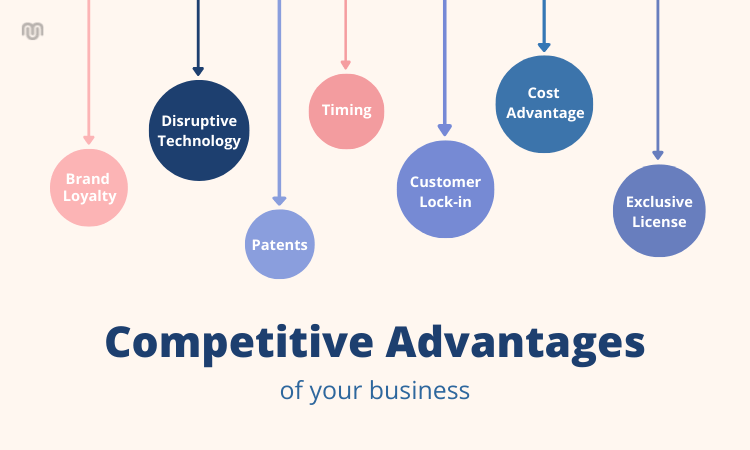 Brand
Loyalty
Disruptive
Technology
Patents
Timing
Customer
Lock-in
Cost
Advantage
Exclusive
License
Competitive Advantages
of your business